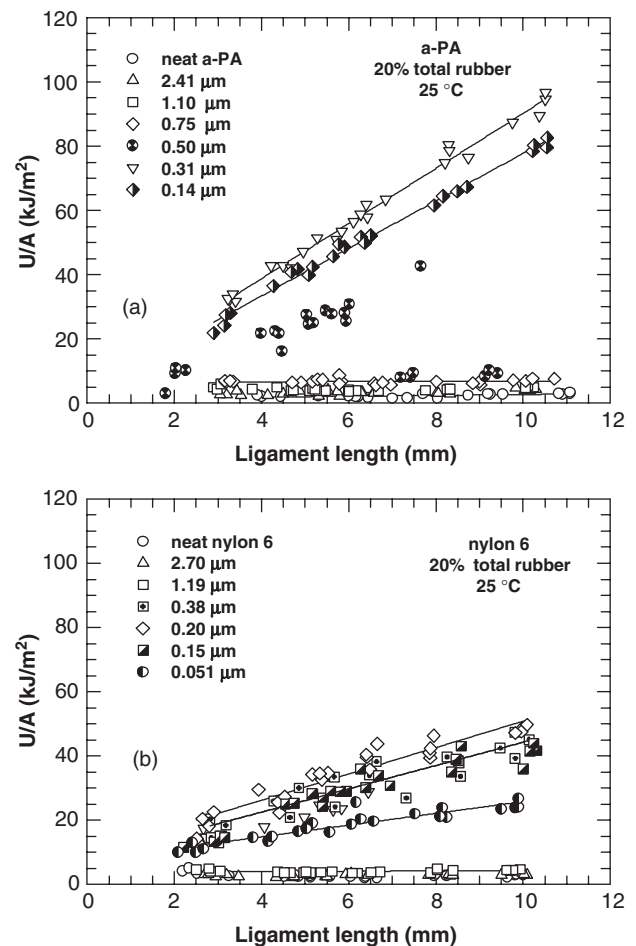 120
100
80
60
40
20
0
U/A (kJ/m²)
neat a-PA
2.41 μm
1.10 μm
0.75 μm
0.50 μm
0.31 μm
0.14 μm
a-PA
20% total rubber
25 °C
(a)
0 2 4 6 8 10 12
Ligament length (mm)
120
100
80
60
40
20
0
U/A (kJ/m²)
neat nylon 6
2.70 μm
1.19 μm
0.38 μm
0.20 μm
0.15 μm
0.051 μm
nylon 6
20% total rubber
25 °C
(b)
0 2 4 6 8 10 12
Ligament length (mm)